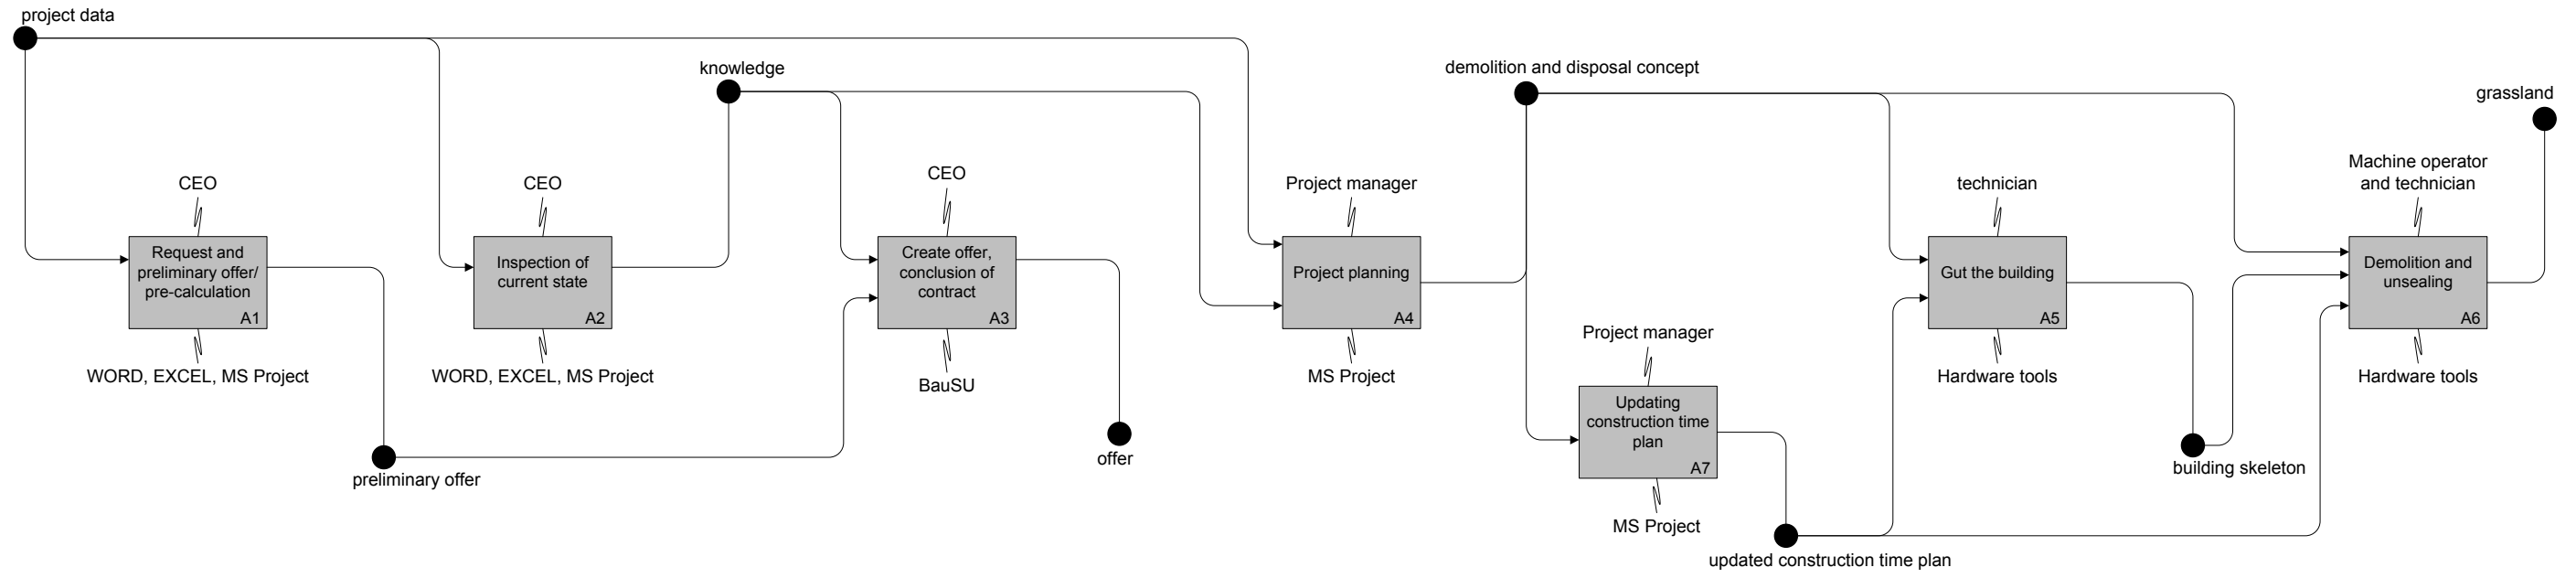 project data
knowledge
demolition and disposal concept
grassland
CEO
Request and
preliminary offer/
pre-calculation
A1
WORD, EXCEL, MS Project
preliminary offer
CEO
Inspection of
current state
A2
WORD, EXCEL, MS Project
CEO
Create offer,
conclusion of
contract
A3
BauSU
offer
Project manager
Project planning
A4
MS Project
Project manager
Updating
construction time
plan
A7
MS Project
updated construction time plan
technician
Gut the building
A5
Hardware tools
building skeleton
Machine operator
and technician
Demolition and
unsealing
A6
Hardware tools